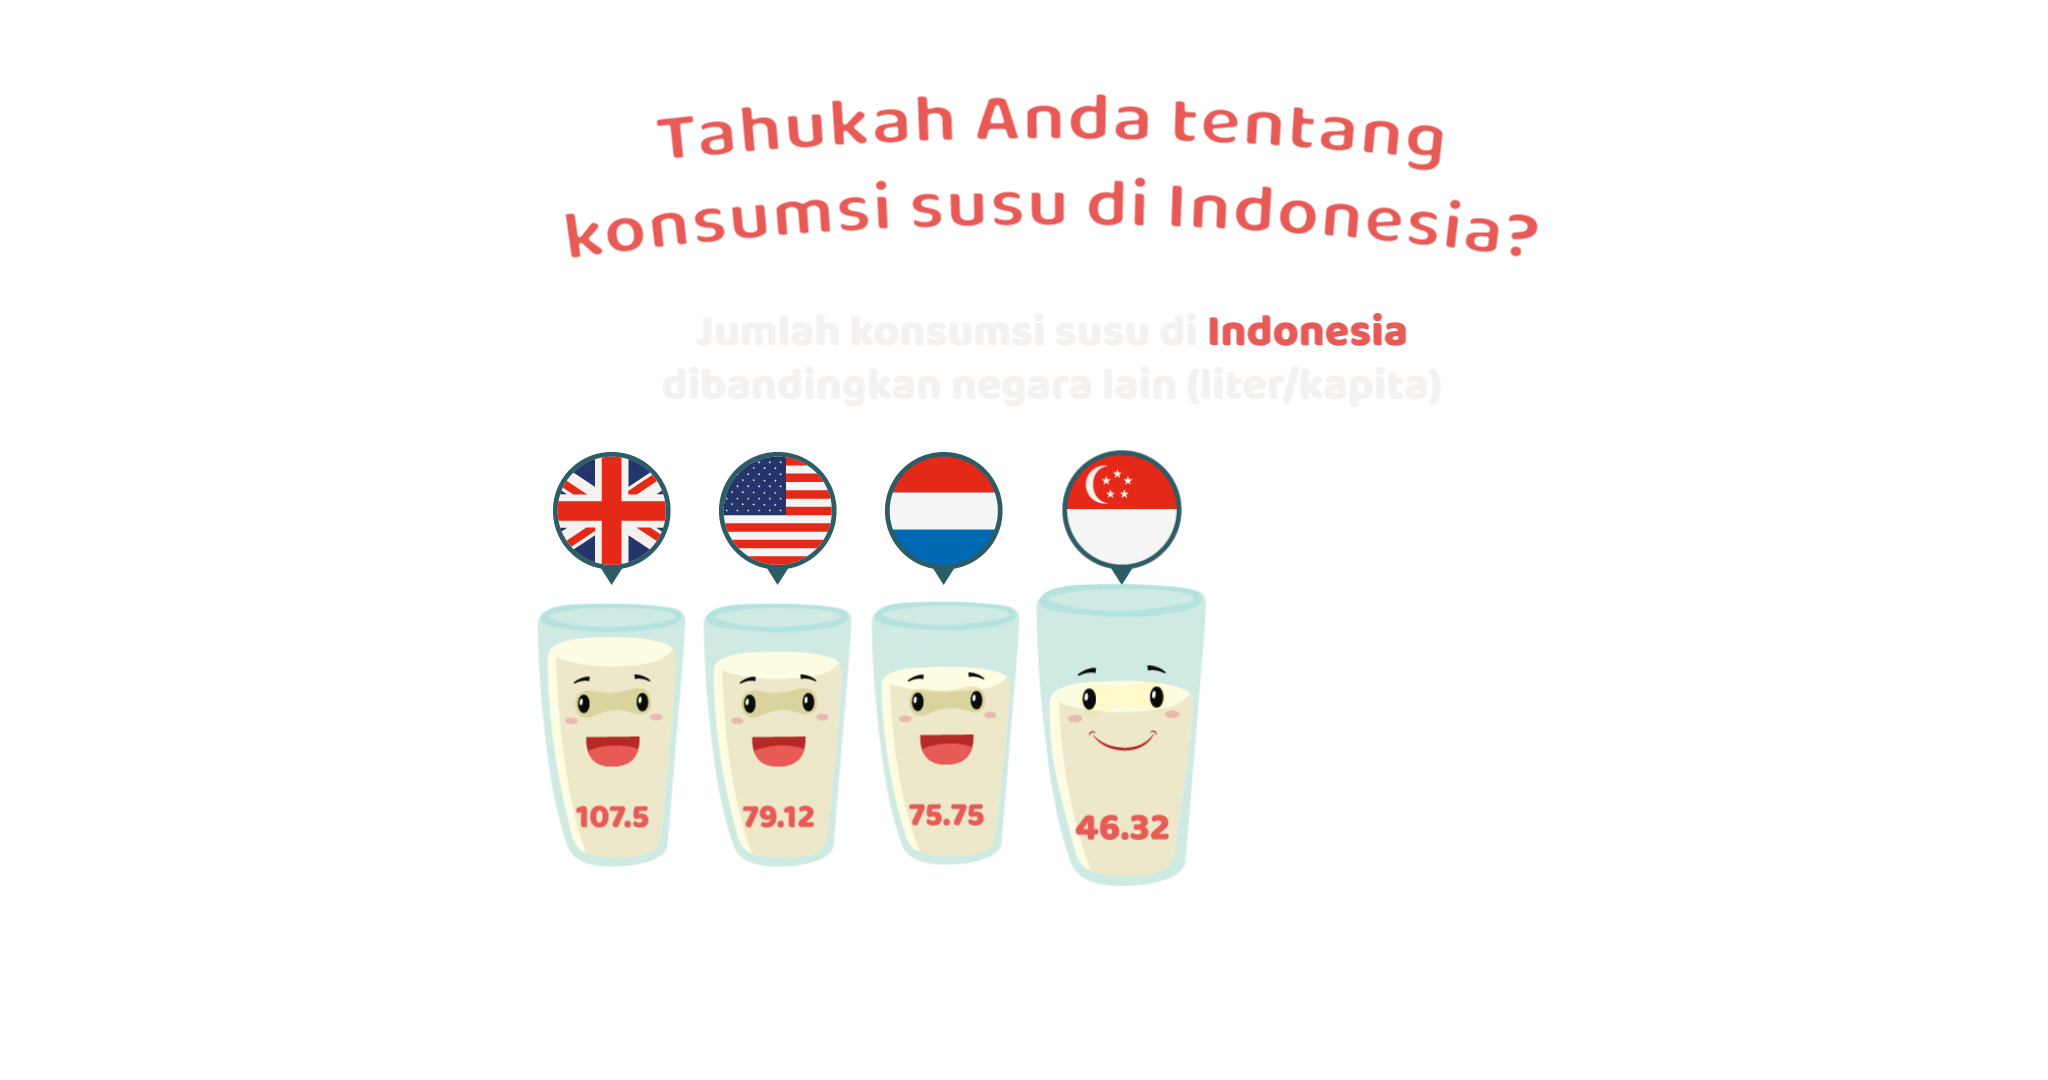 Tahukah Anda tentang
konsumsi susu di Indonesia?
Jumlah konsumsi susu di Indonesia
dibandingkan negara lain (liter/kapita)
107.5
79.12
75.75
46.32